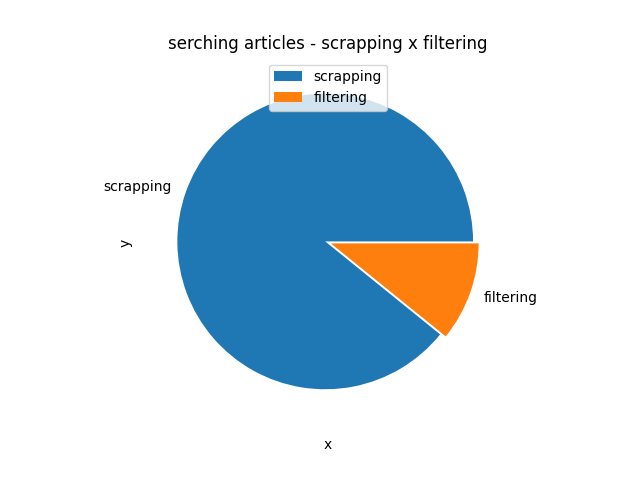 serching articles - scrapping x filtering
scrapping
filtering
scrapping
y
filtering
x